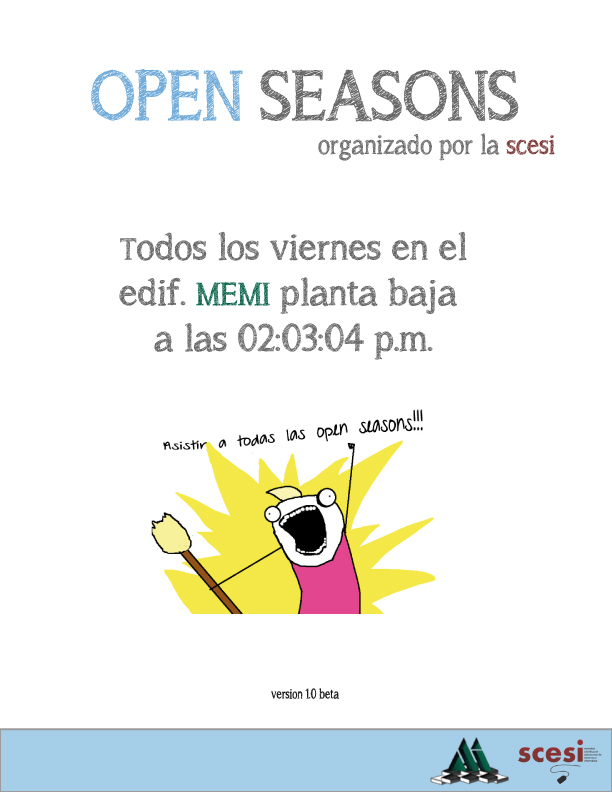 OPEN SEASONS
organizado por la scesi
Todos los viernes en el
edif. MEMI planta baja
a las 02:03:04 p.m.
Asistir a todas las open seasons!!!
version 1.0 beta
scesi